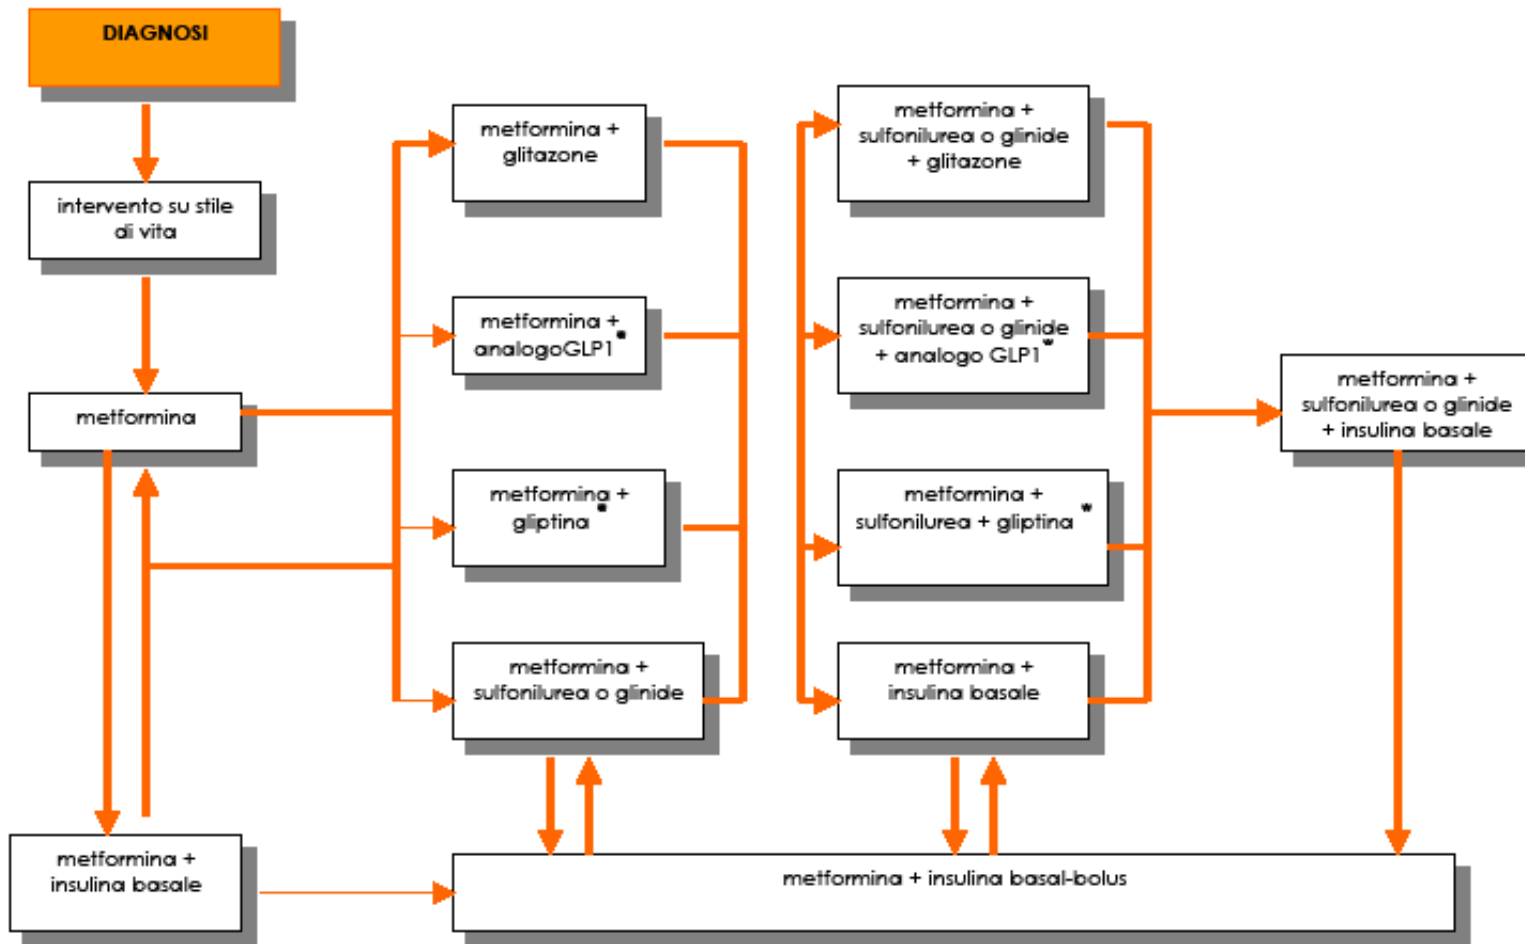 DIAGNOSI
intervento su stile
di vita
metformina
metformina +
insulina basale
metformina +
glitazone
metformina +
analogoGLP1*
metformina +
gliptina *
metformina +
sulfonilurea o glinide
metformina +
sulfonilurea o glinide
+ glitazone
metformina +
sulfonilurea o glinide
+ analogo GLP1*
metformina +
sulfonilurea + gliptina *
metformina +
insulina basale
metformina +
sulfonilurea o glinide
+ insulina basale
metformina + insulina basal-bolus